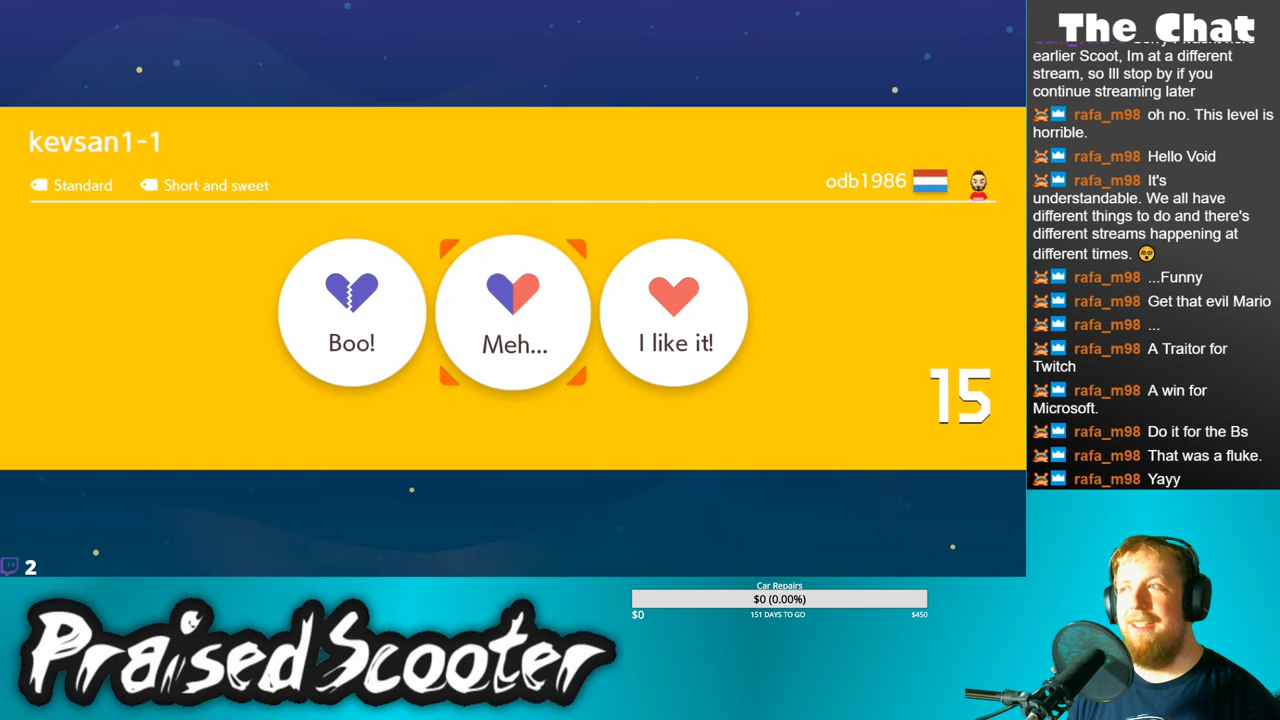 The Chat
earlier Scoot, Im at a different
stream, so Ill stop by if you
continue streaming later
rafa_m98 oh no. This level is
horrible.
rafa_m98 Hello Void
rafa_m98 It's
understandable. We all have
different things to do and there's
different streams happening at
different times.
rafa_m98 ...Funny
rafa_m98 Get that evil Mario
rafa_m98 ...
rafa_m98 A Traitor for
Twitch
rafa_m98 A win for
Microsoft.
rafa_m98 Do it for the Bs
rafa_m98 That was a fluke.
rafa_m98 Yayy
kevsan1-1
Standard Short and sweet
odb1986
Boo! Meh... I like it!
15
2
Car Repairs
$0 (0.00%)
$0 151 DAYS TO GO $450
PraisedScooter